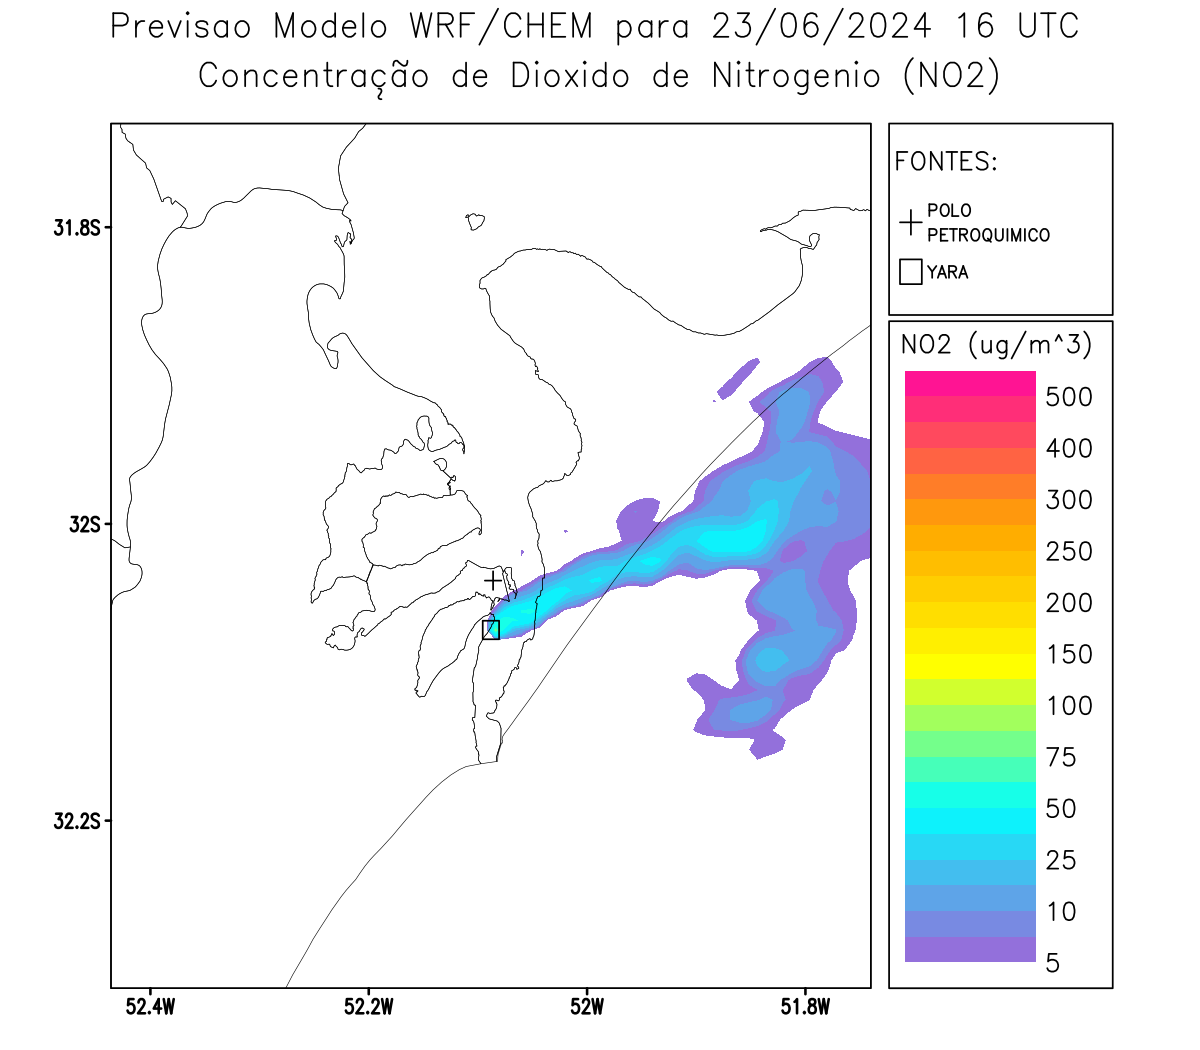 Previsao Modelo WRF/CHEM para 23/06/2024 16 UTC
Concentração de Dioxido de Nitrogenio (NO2)
FONTES:
POLO
PETROQUIMICO
YARA
NO2 (ug/m^3)
500
400
300
250
200
150
100
75
50
25
10
5
31.8S
32S
32.2S
52.4W
52.2W
52W
51.8W